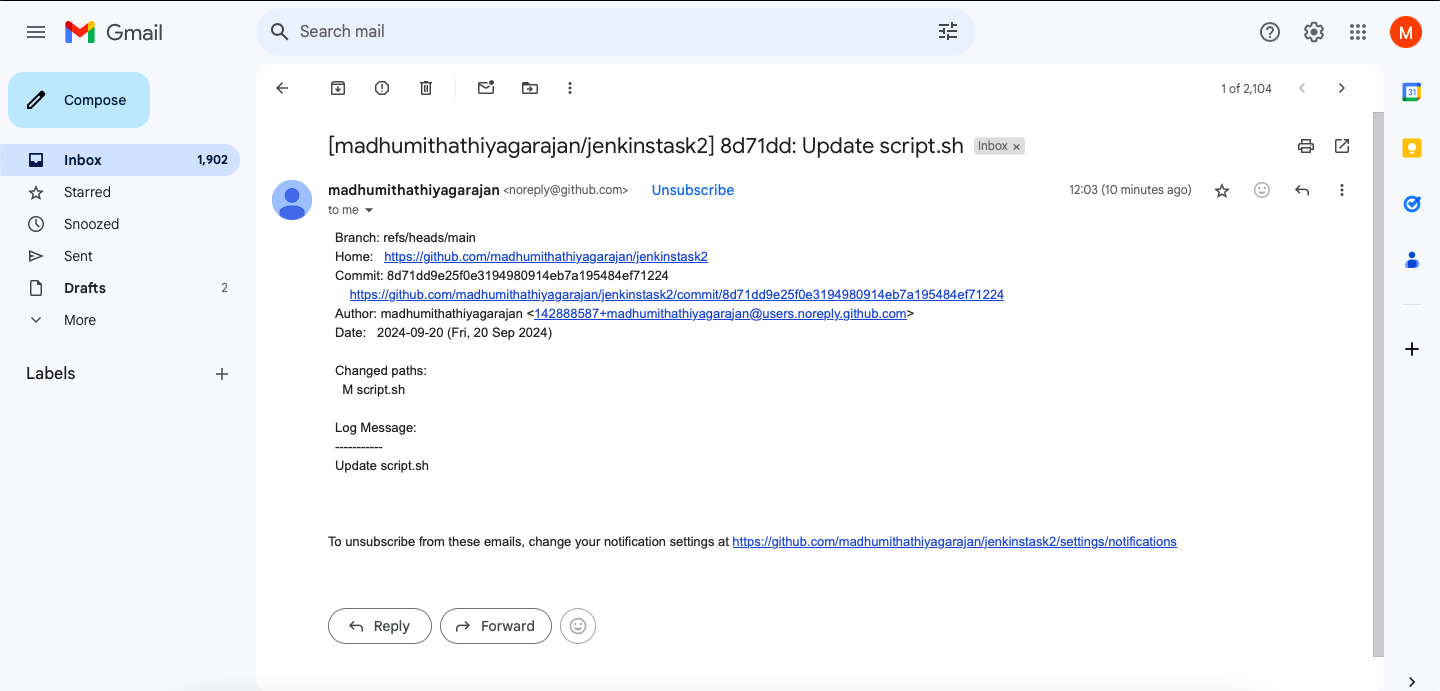 Gmail
Search mail
M
Compose
1 of 2,104
31
[madhumithathiyagarajan/jenkinstask2] 8d71dd: Update script.sh Inbox ×
Inbox 1,902
Starred
Snoozed
Sent
Drafts 2
More
Labels
madhumithathiyagarajan <noreply@github.com> Unsubscribe 12:03 (10 minutes ago)
to me
Branch: refs/heads/main
Home: https://github.com/madhumithathiyagarajan/jenkinstask2
Commit: 8d71dd9e25f0e3194980914eb7a195484ef71224
https://github.com/madhumithathiyagarajan/jenkinstask2/commit/8d71dd9e25f0e3194980914eb7a195484ef71224
Author: madhumithathiyagarajan <142888587+madhumithathiyagarajan@users.noreply.github.com>
Date: 2024-09-20 (Fri, 20 Sep 2024)
Changed paths:
M script.sh
Log Message:
-----------
Update script.sh
To unsubscribe from these emails, change your notification settings at https://github.com/madhumithathiyagarajan/jenkinstask2/settings/notifications
Reply
Forward